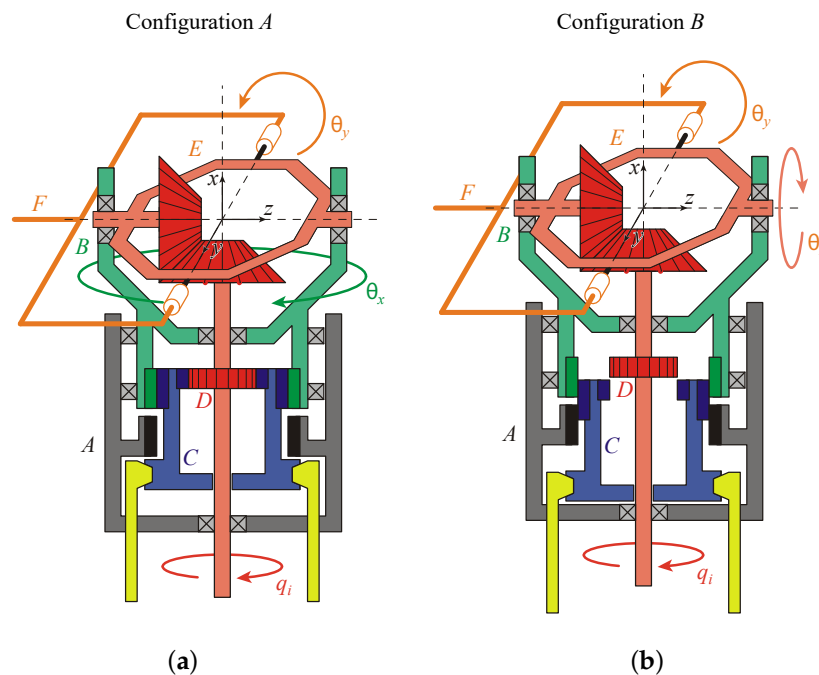 Configuration A
Configuration B
θy
θy
E
E
x
x
F
z
F
z
B
y
B
y
θ
θx
D
D
A
C
A
C
qi
qi
(a)
(b)